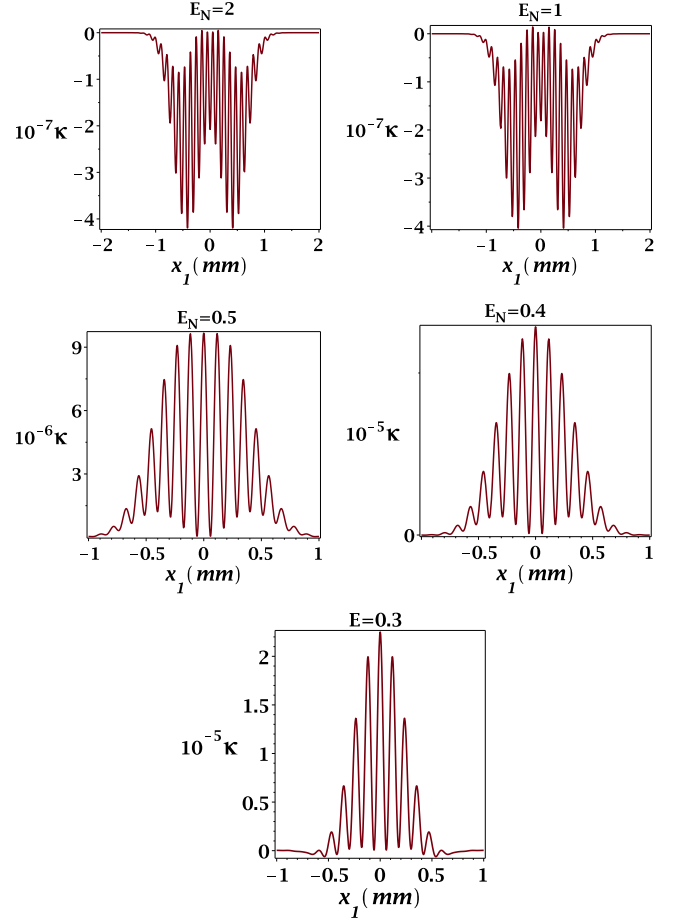 E_N=2
0
−1
−2
−3
−4
10^-7 κ
−2 −1 0 1 2
x_1(mm)
E_N=1
0
−1
−2
−3
−4
10^-7 κ
−1 0 1 2
x_1(mm)
E_N=0.5
9
6
3
10^-6 κ
−1 −0.5 0 0.5 1
x_1(mm)
E_N=0.4
10^-5 κ
0
−0.5 0 0.5 1
x_1(mm)
E=0.3
2
1.5
1
0.5
0
10^-5 κ
−1 −0.5 0 0.5 1
x_1(mm)